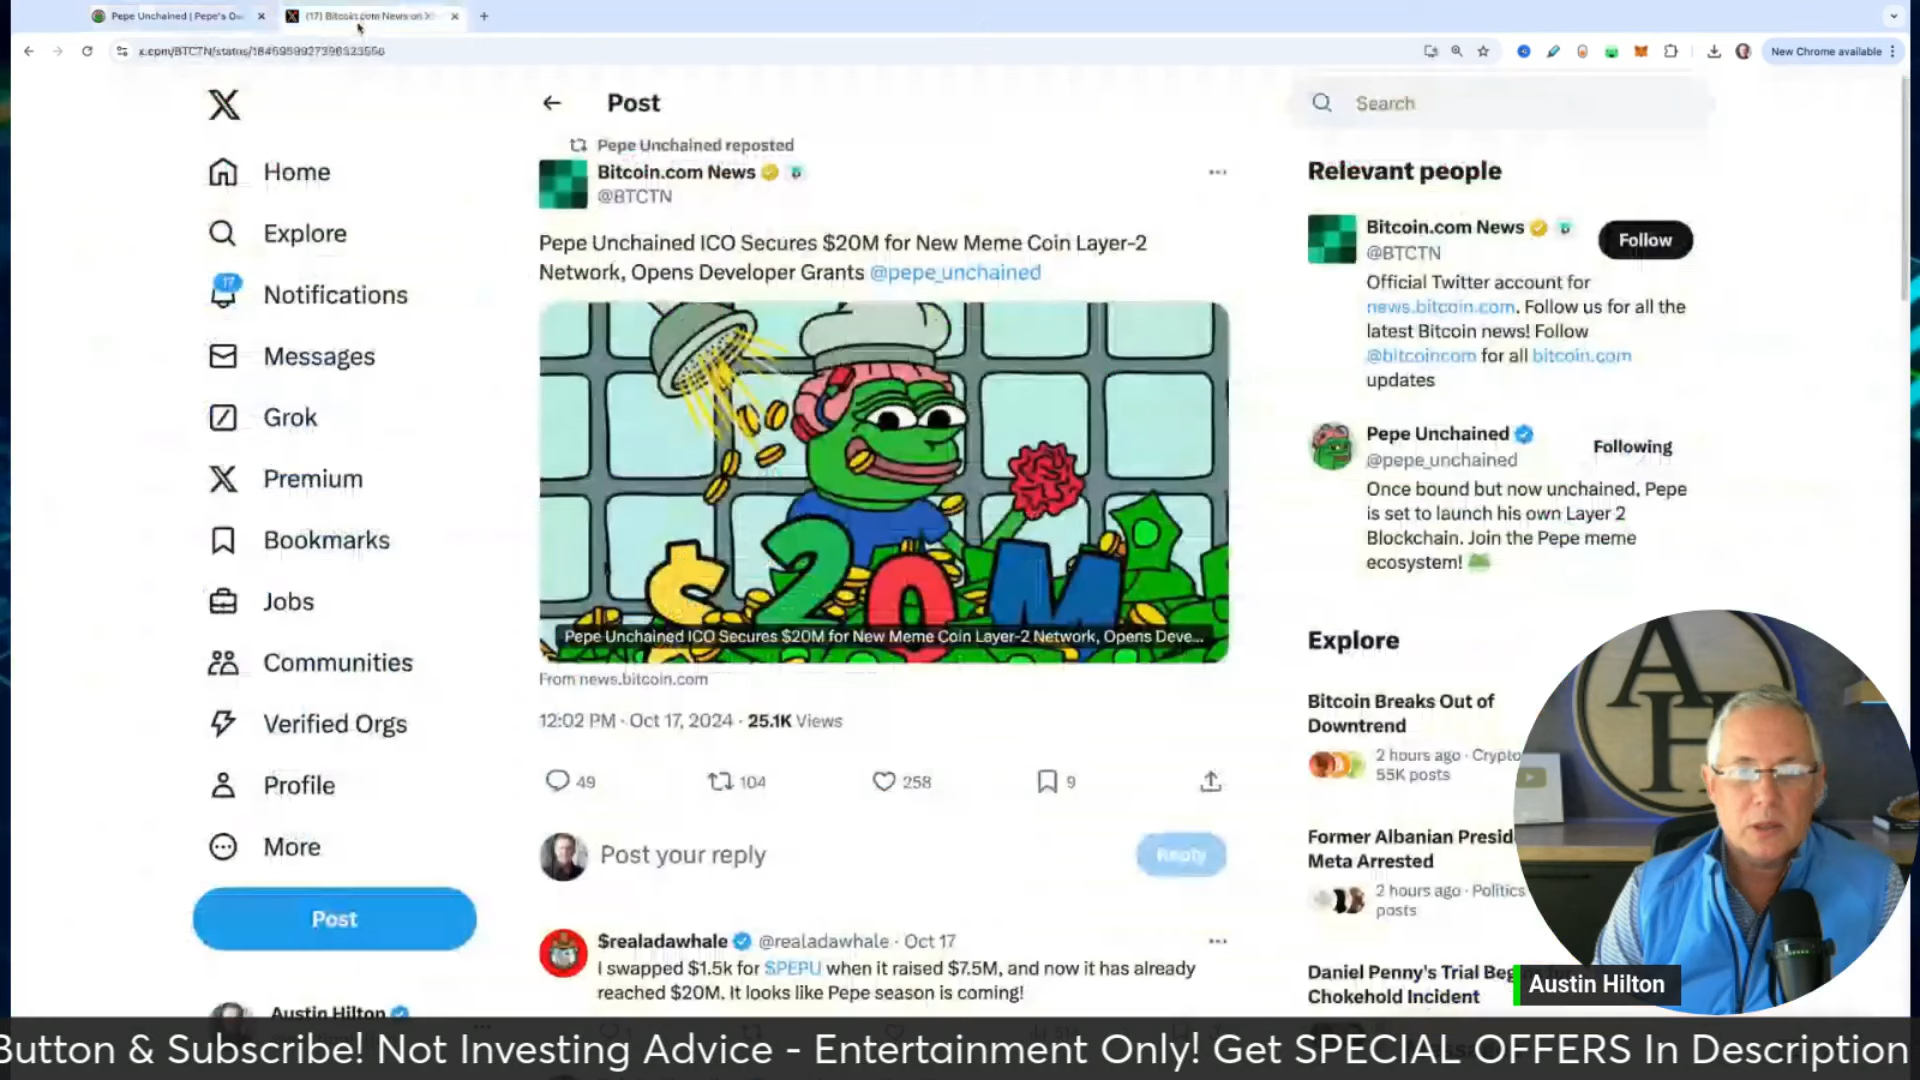 Pepe Unchained | Pepe's Ow
(17) Bitcoin.com News on X
New Chrome available
Post
Search
Home
Explore
Notifications
17
Messages
Grok
Premium
Bookmarks
Jobs
Communities
Verified Orgs
Profile
More
Post
Austin Hilton
Pepe Unchained reposted
Bitcoin.com News
@BTCTN
Pepe Unchained ICO Secures $20M for New Meme Coin Layer-2
Network, Opens Developer Grants @pepe_unchained
$20M
Pepe Unchained ICO Secures $20M for New Meme Coin Layer-2 Network, Opens Deve...
From news.bitcoin.com
12:02 PM · Oct 17, 2024 · 25.1K Views
49
104
258
9
Post your reply
Reply
$realadawhale @realadawhale · Oct 17
I swapped $1.5k for $PEPU when it raised $7.5M, and now it has already
reached $20M. It looks like Pepe season is coming!
Relevant people
Bitcoin.com News
@BTCTN
Follow
Official Twitter account for
news.bitcoin.com. Follow us for all the
latest Bitcoin news! Follow
@bitcoincom for all bitcoin.com
updates
Pepe Unchained
@pepe_unchained
Following
Once bound but now unchained, Pepe
is set to launch his own Layer 2
Blockchain. Join the Pepe meme
ecosystem!
Explore
Bitcoin Breaks Out of
Downtrend
2 hours ago · Crypto
55K posts
Former Albanian Presid
Meta Arrested
2 hours ago · Politics
posts
Daniel Penny's Trial Beg
Chokehold Incident
AH
Austin Hilton
Button & Subscribe! Not Investing Advice - Entertainment Only! Get SPECIAL OFFERS In Description